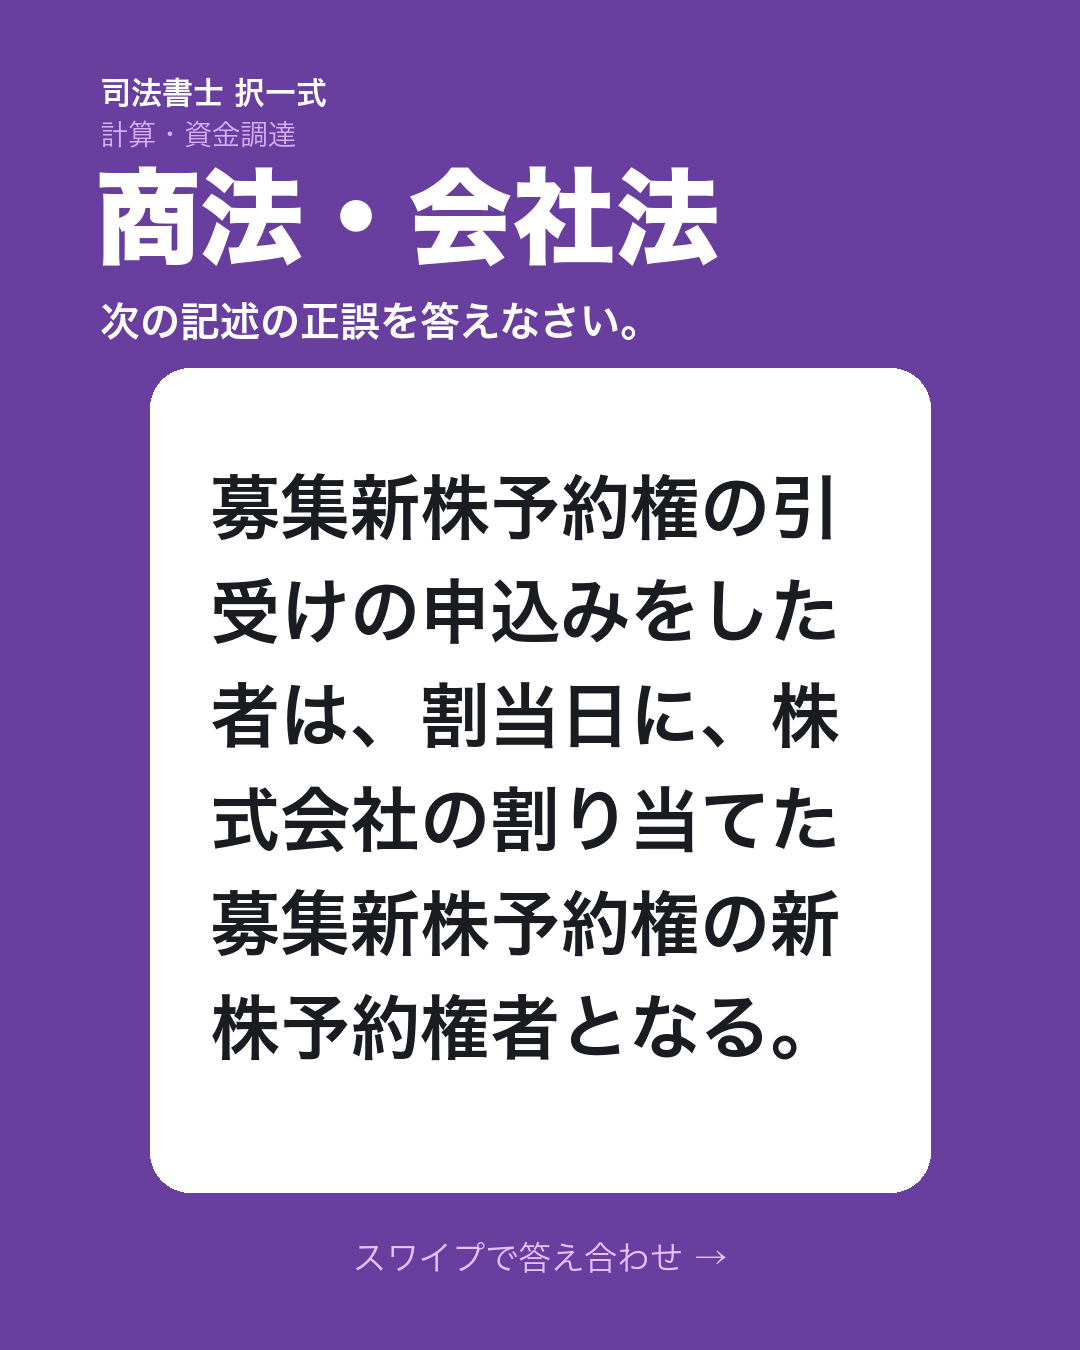 司法書士 択一式
計算・資金調達
商法・会社法
次の記述の正誤を答えなさい。
募集新株予約権の引
受けの申込みをした
者は、割当日に、株
式会社の割り当てた
募集新株予約権の新
株予約権者となる。
スワイプで答え合わせ →